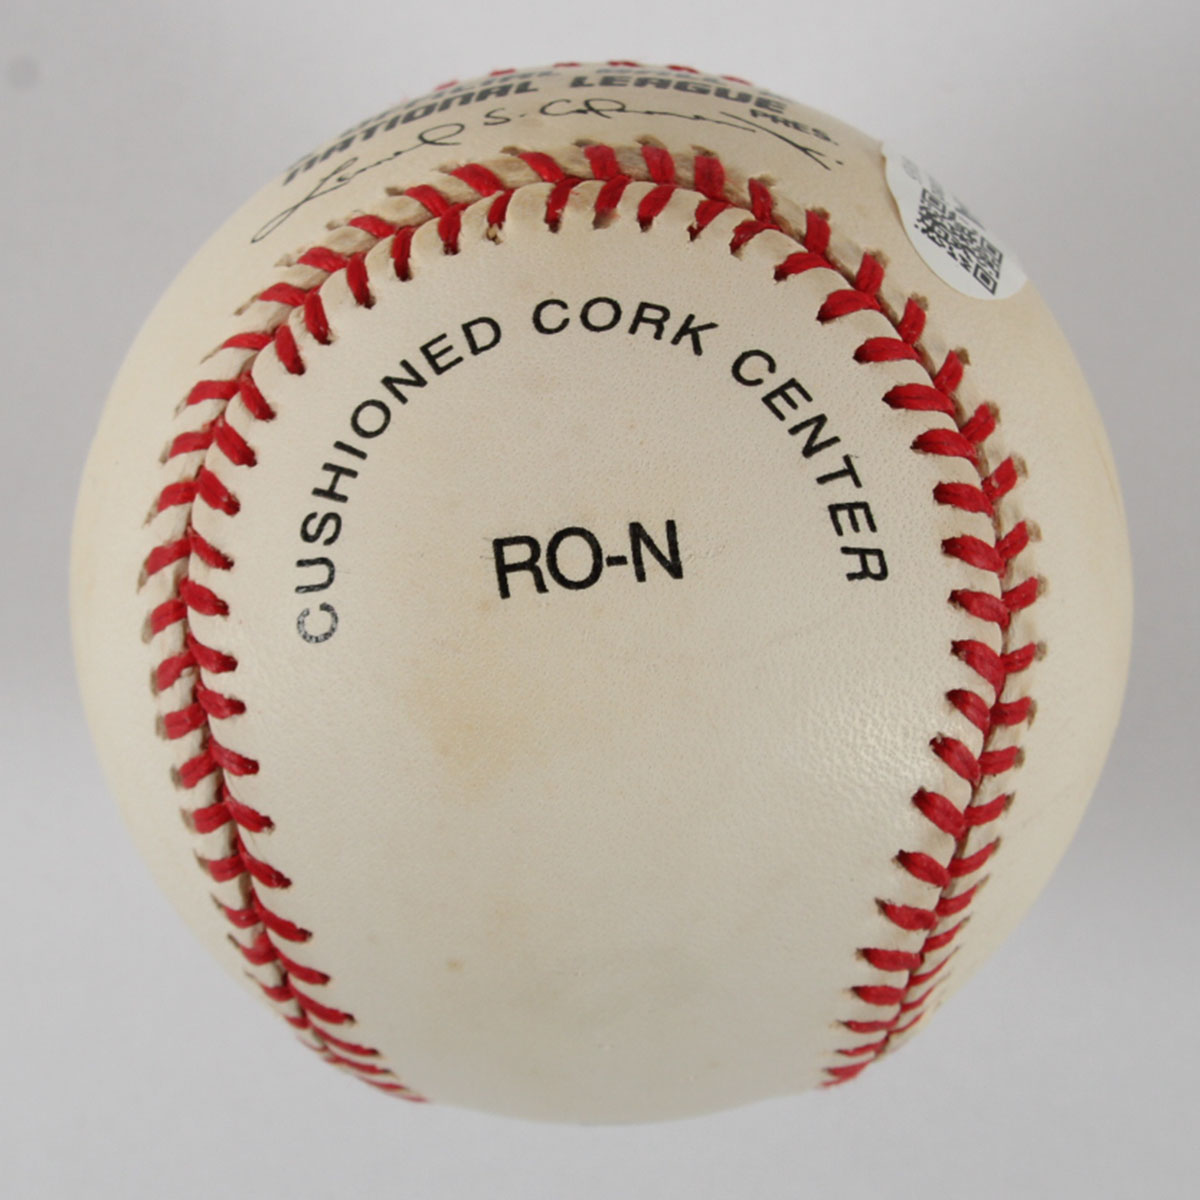 NATIONAL LEAGUE
PRES.
CUSHIONED CORK CENTER
RO-N